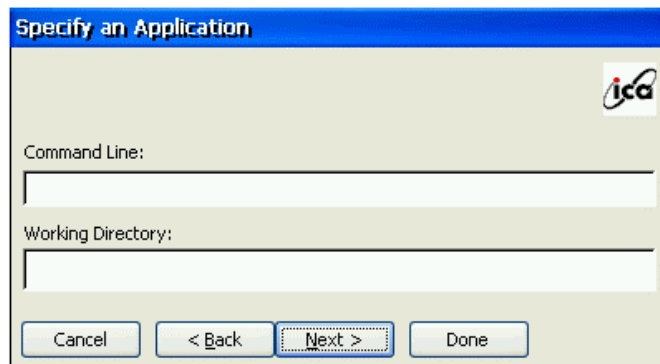 Specify an Application
ica
Command Line:
Working Directory:
Cancel < Back Next > Done